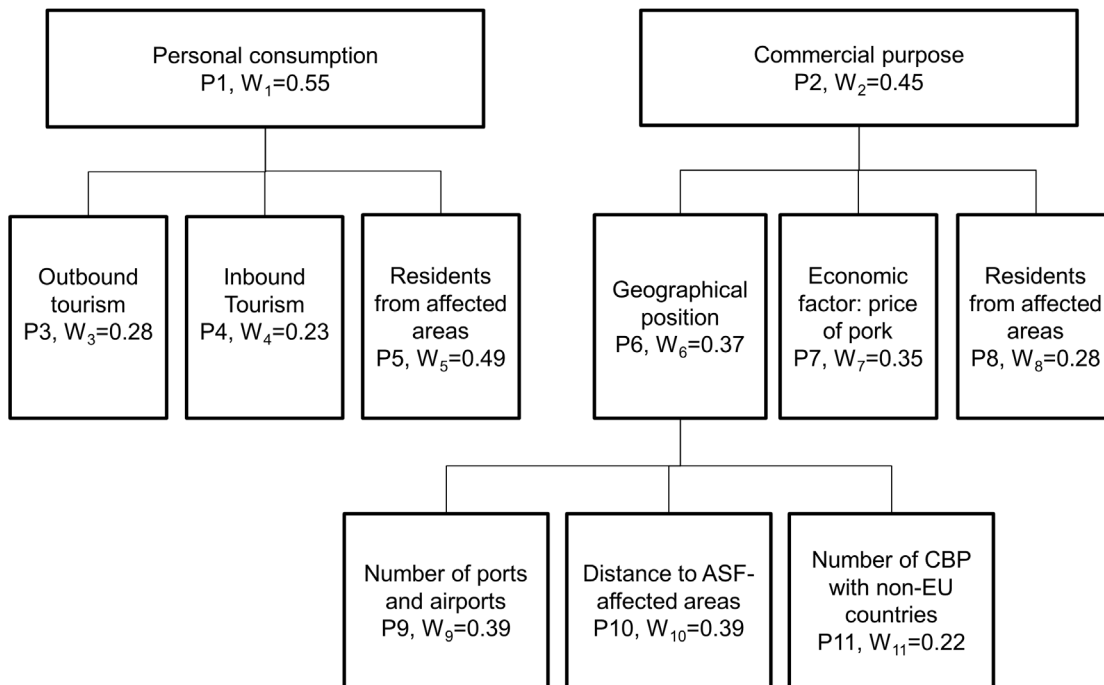 Personal consumption
P1, W₁=0.55
Commercial purpose
P2, W₂=0.45
Outbound
tourism
P3, W₃=0.28
Inbound
Tourism
P4, W₄=0.23
Residents
from affected
areas
P5, W₅=0.49
Geographical
position
P6, W₆=0.37
Economic
factor: price
of pork
P7, W₇=0.35
Residents
from affected
areas
P8, W₈=0.28
Number of ports
and airports
P9, W₉=0.39
Distance to ASF-
affected areas
P10, W₁₀=0.39
Number of CBP
with non-EU
countries
P11, W₁₁=0.22